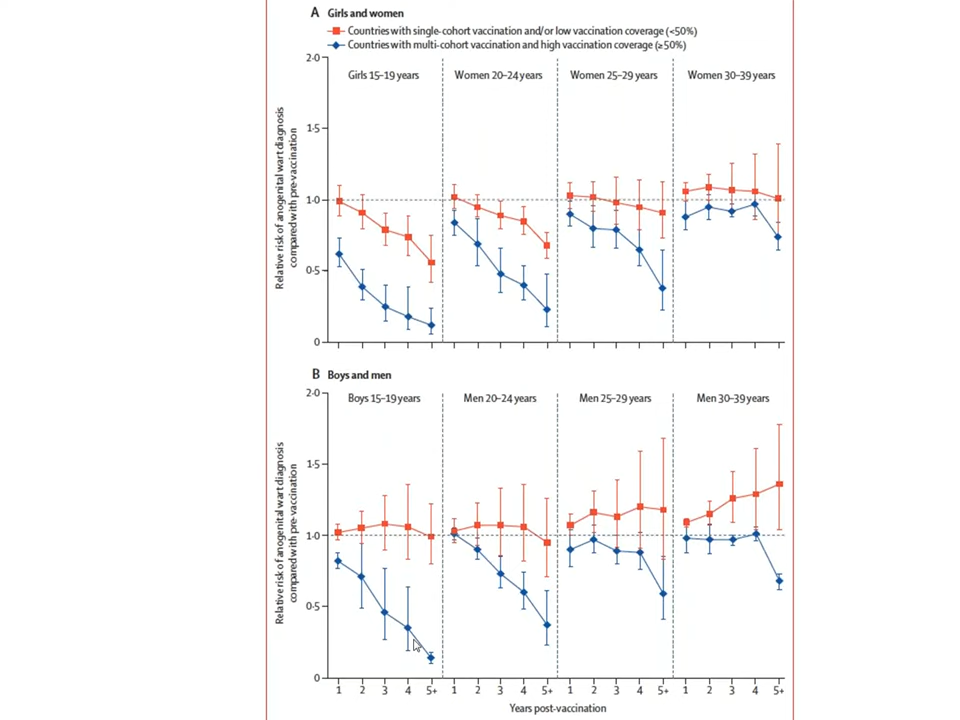 A Girls and women
Countries with single-cohort vaccination and/or low vaccination coverage (<50%)
Countries with multi-cohort vaccination and high vaccination coverage (≥50%)
Relative risk of anogenital wart diagnosis
compared with pre-vaccination
2·0
1·5
1·0
0·5
0
Girls 15–19 years
Women 20–24 years
Women 25–29 years
Women 30–39 years
B Boys and men
Relative risk of anogenital wart diagnosis
compared with pre-vaccination
2·0
1·5
1·0
0·5
0
Boys 15–19 years
Men 20–24 years
Men 25–29 years
Men 30–39 years
1 2 3 4 5+ 1 2 3 4 5+ 1 2 3 4 5+ 1 2 3 4 5+
Years post-vaccination